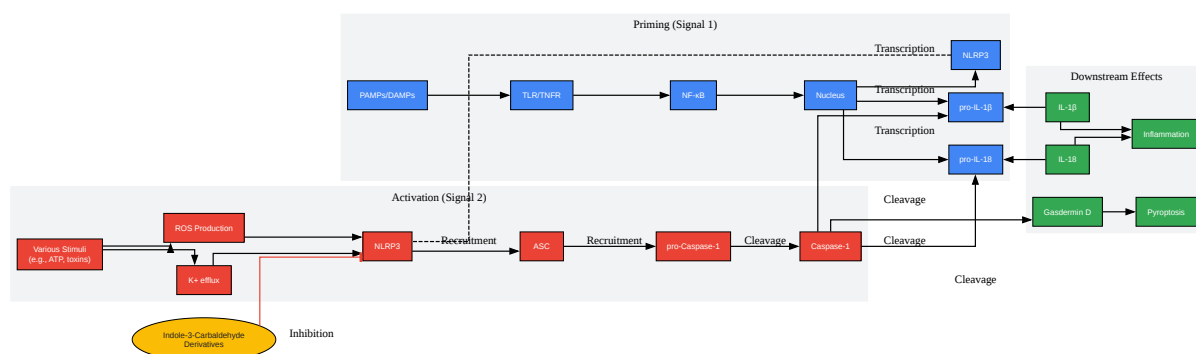 Priming (Signal 1)
Transcription
NLRP3
Downstream Effects
PAMPs/DAMPs
TLR/TNFR
NF-κB
Nucleus
Transcription
pro-IL-1β
IL-1β
Transcription
Inflammation
pro-IL-18
IL-18
Activation (Signal 2)
Cleavage
Gasdermin D
Pyroptosis
ROS Production
Various Stimuli
(e.g., ATP, toxins)
NLRP3
Recruitment
ASC
Recruitment
pro-Caspase-1
Cleavage
Caspase-1
Cleavage
K+ efflux
Cleavage
Inhibition
Indole-3-Carbaldehyde
Derivatives